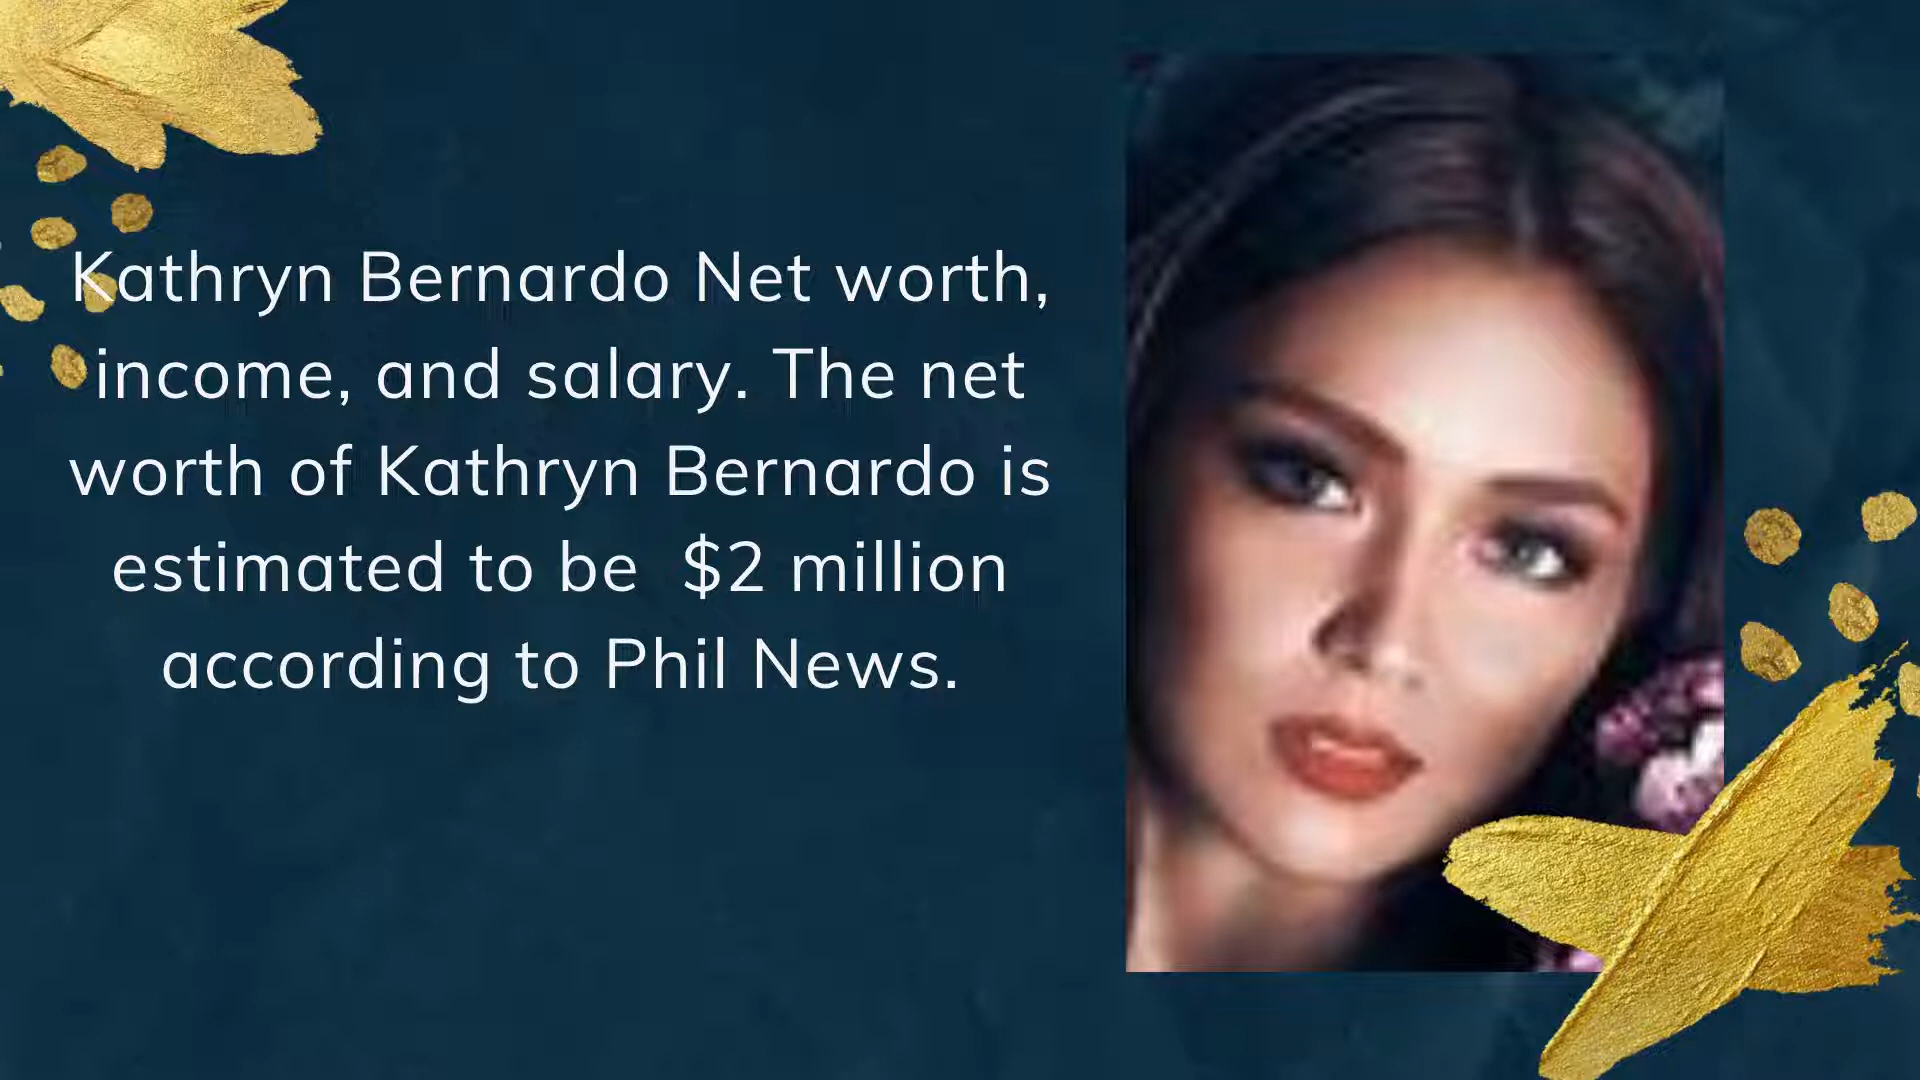 Kathryn Bernardo Net worth,
income, and salary. The net
worth of Kathryn Bernardo is
estimated to be  $2 million
according to Phil News.